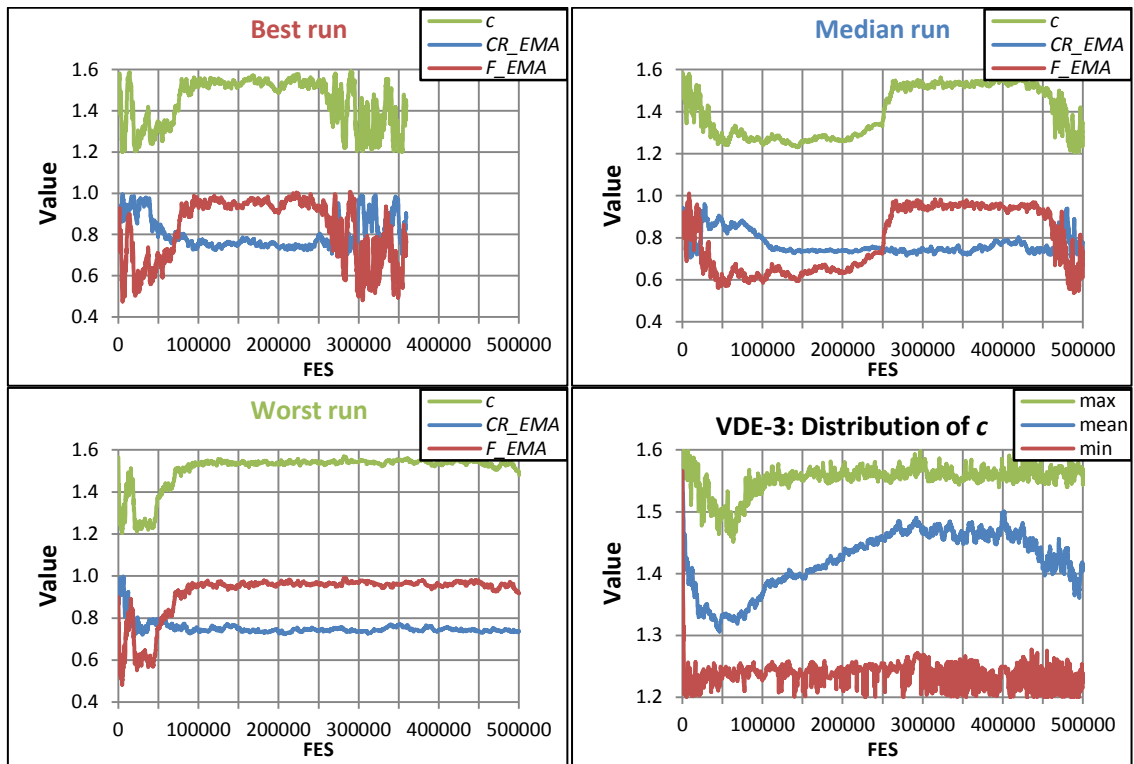 Best run
c
CR_EMA
F_EMA
1.6
1.4
1.2
1.0
0.8
0.6
0.4
Value
0 100000 200000 300000 400000 500000
FES
Median run
c
CR_EMA
F_EMA
1.6
1.4
1.2
1.0
0.8
0.6
0.4
Value
0 100000 200000 300000 400000 500000
FES
Worst run
c
CR_EMA
F_EMA
1.6
1.4
1.2
1.0
0.8
0.6
0.4
Value
0 100000 200000 300000 400000 500000
FES
VDE-3: Distribution of c
max
mean
min
1.6
1.5
1.4
1.3
1.2
Value
0 100000 200000 300000 400000 500000
FES